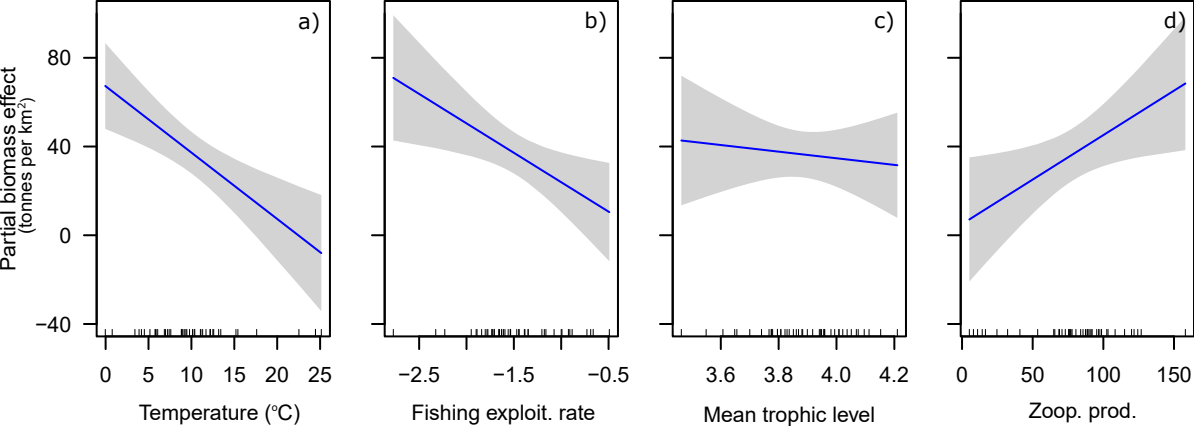 a)
b)
c)
d)
Partial biomass effect
(tonnes per km²)
80
40
0
−40
0 5 10 15 20 25
−2.5 −1.5 −0.5
3.6 3.8 4.0 4.2
0 50 100 150
Temperature (°C)
Fishing exploit. rate
Mean trophic level
Zoop. prod.